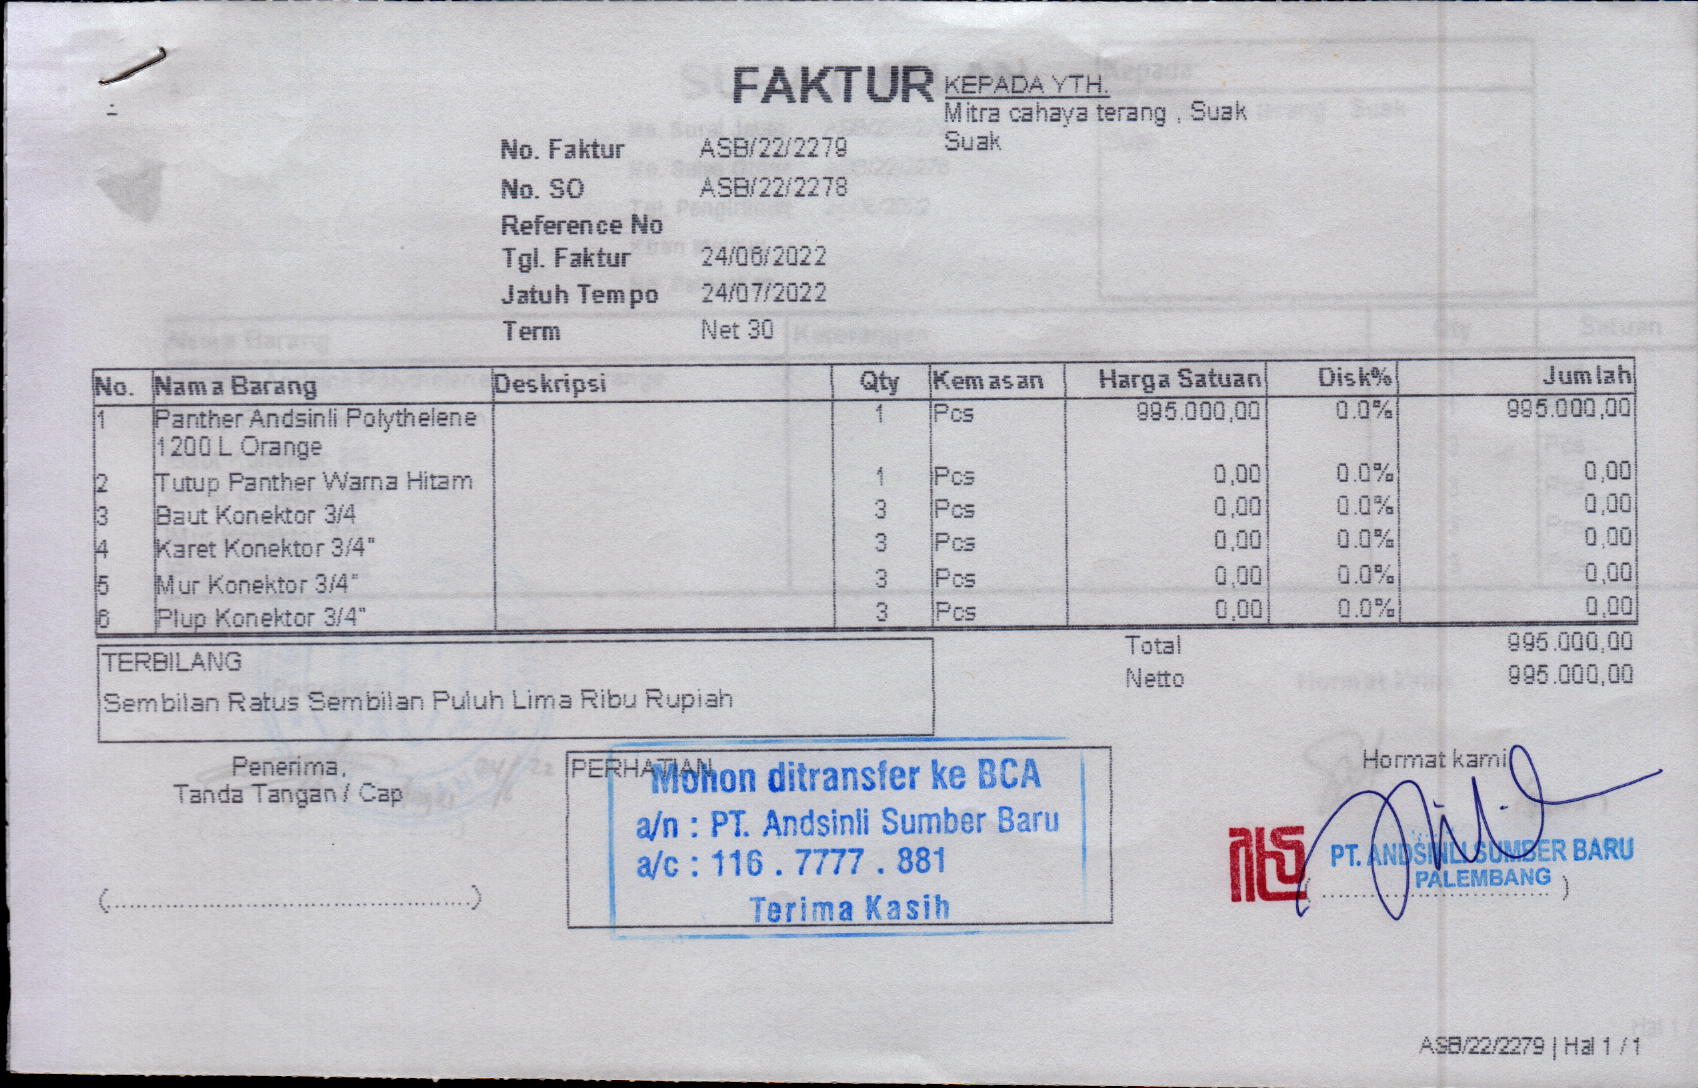 FAKTUR
KEPADA YTH.
Mitra cahaya terang , Suak
Suak
No. Faktur ASB/22/2279
No. SO ASB/22/2278
Reference No
Tgl. Faktur 24/06/2022
Jatuh Tempo 24/07/2022
Term Net 30
No. Nama Barang Deskripsi Qty Kemasan Harga Satuan Disk% Jumlah
1 Panther Andsinli Polythelene 1 Pcs 995.000,00 0.0% 995.000,00
1200 L Orange
2 Tutup Panther Warna Hitam 1 Pcs 0,00 0.0% 0,00
3 Baut Konektor 3/4 3 Pcs 0,00 0.0% 0,00
4 Karet Konektor 3/4" 3 Pcs 0,00 0.0% 0,00
5 Mur Konektor 3/4" 3 Pcs 0,00 0.0% 0,00
6 Plup Konektor 3/4" 3 Pcs 0,00 0.0% 0,00
Total 995.000,00
Netto 995.000,00
TERBILANG
Sembilan Ratus Sembilan Puluh Lima Ribu Rupiah
Penerima,
Tanda Tangan / Cap
PERHATIAN
Mohon ditransfer ke BCA
a/n : PT. Andsinli Sumber Baru
a/c : 116 . 7777 . 881
Terima Kasih
Hormat kami
PT. ANDSINLI SUMBER BARU
PALEMBANG
ASB/22/2279 | Hal 1 / 1